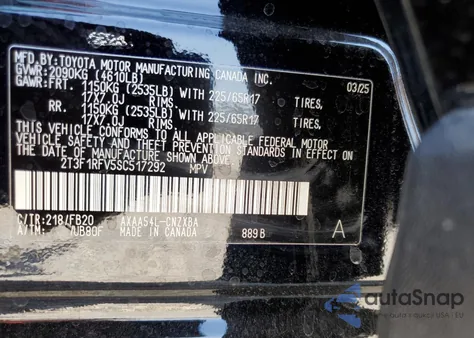 MFD.BY:TOYOTA MOTOR MANUFACTURING CANADA INC.
GVWR:2090KG (4610LB) 03/25
GAWR:FRT. 1150KG (2535LB) WITH 225/65R17 TIRES,
17X7.0J RIMS
RR. 1150KG (2535LB) WITH 225/65R17 TIRES,
17X7.0J RIMS
THIS VEHICLE CONFORMS TO ALL APPLICABLE FEDERAL MOTOR
VEHICLE SAFETY AND THEFT PREVENTION STANDARDS IN EFFECT ON
THE DATE OF MANUFACTURE SHOWN ABOVE.
2T3F1RFV5SC517292 MPV
C/TR:218/FB20 AXAA54L-CNZXBA
A/TM: /UB80F MADE IN CANADA 889B A
autoSnap